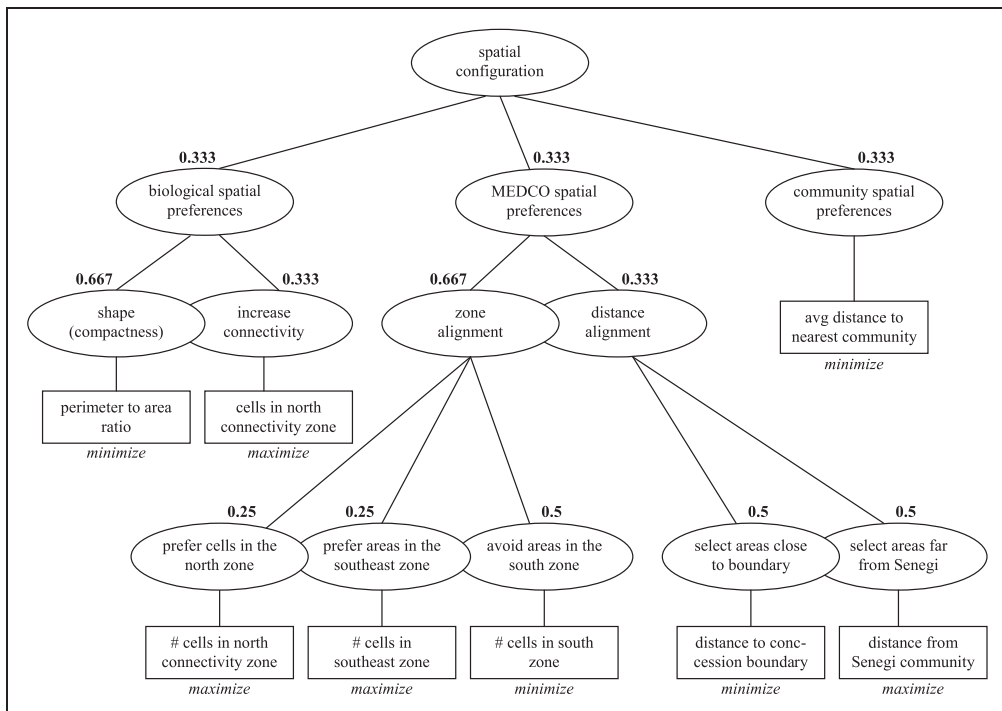 spatial
configuration
0.333
0.333
0.333
biological spatial
preferences
MEDCO spatial
preferences
community spatial
preferences
0.667
0.333
0.667
0.333
shape
(compactness)
increase
connectivity
zone
alignment
distance
alignment
avg distance to
nearest community
minimize
perimeter to area
ratio
minimize
cells in north
connectivity zone
maximize
0.25
0.25
0.5
0.5
0.5
prefer cells in the
north zone
prefer areas in the
southeast zone
avoid areas in the
south zone
select areas close
to boundary
select areas far
from Senegi
# cells in north
connectivity zone
maximize
# cells in
southeast zone
maximize
# cells in south
zone
minimize
distance to conc-
cession boundary
minimize
distance from
Senegi community
maximize